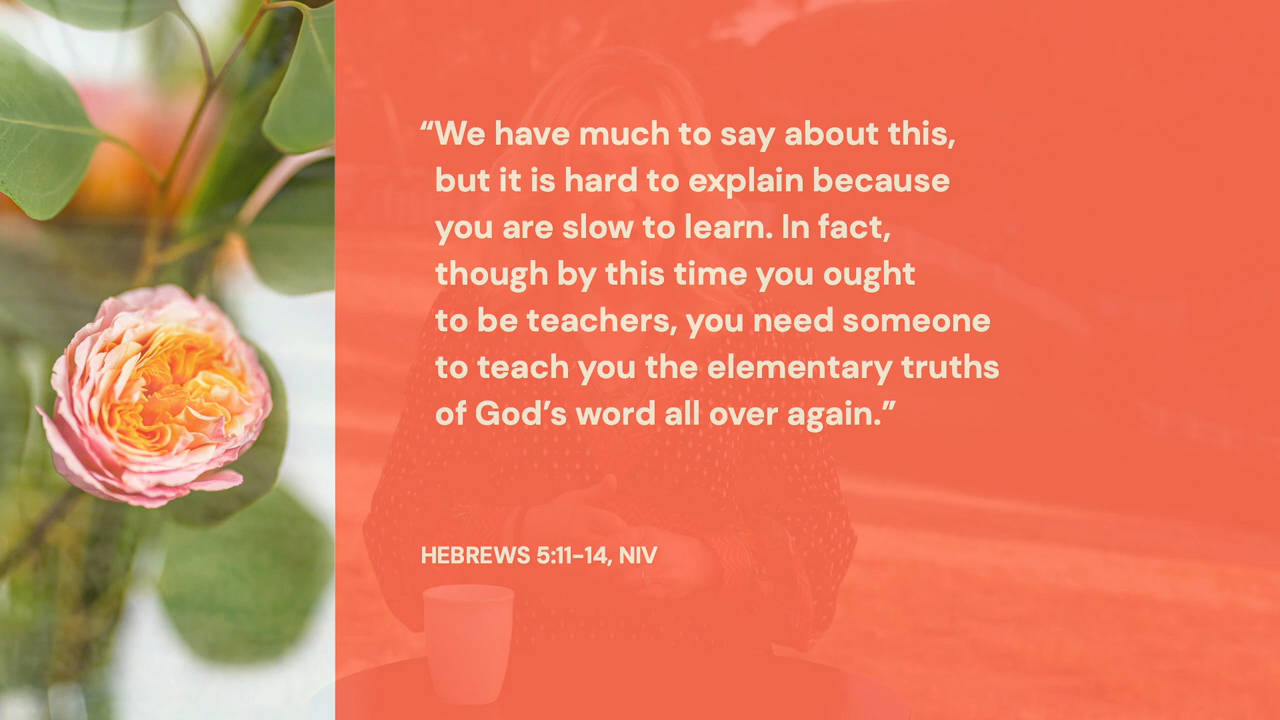 “We have much to say about this,
but it is hard to explain because
you are slow to learn. In fact,
though by this time you ought
to be teachers, you need someone
to teach you the elementary truths
of God’s word all over again.”
HEBREWS 5:11–14, NIV